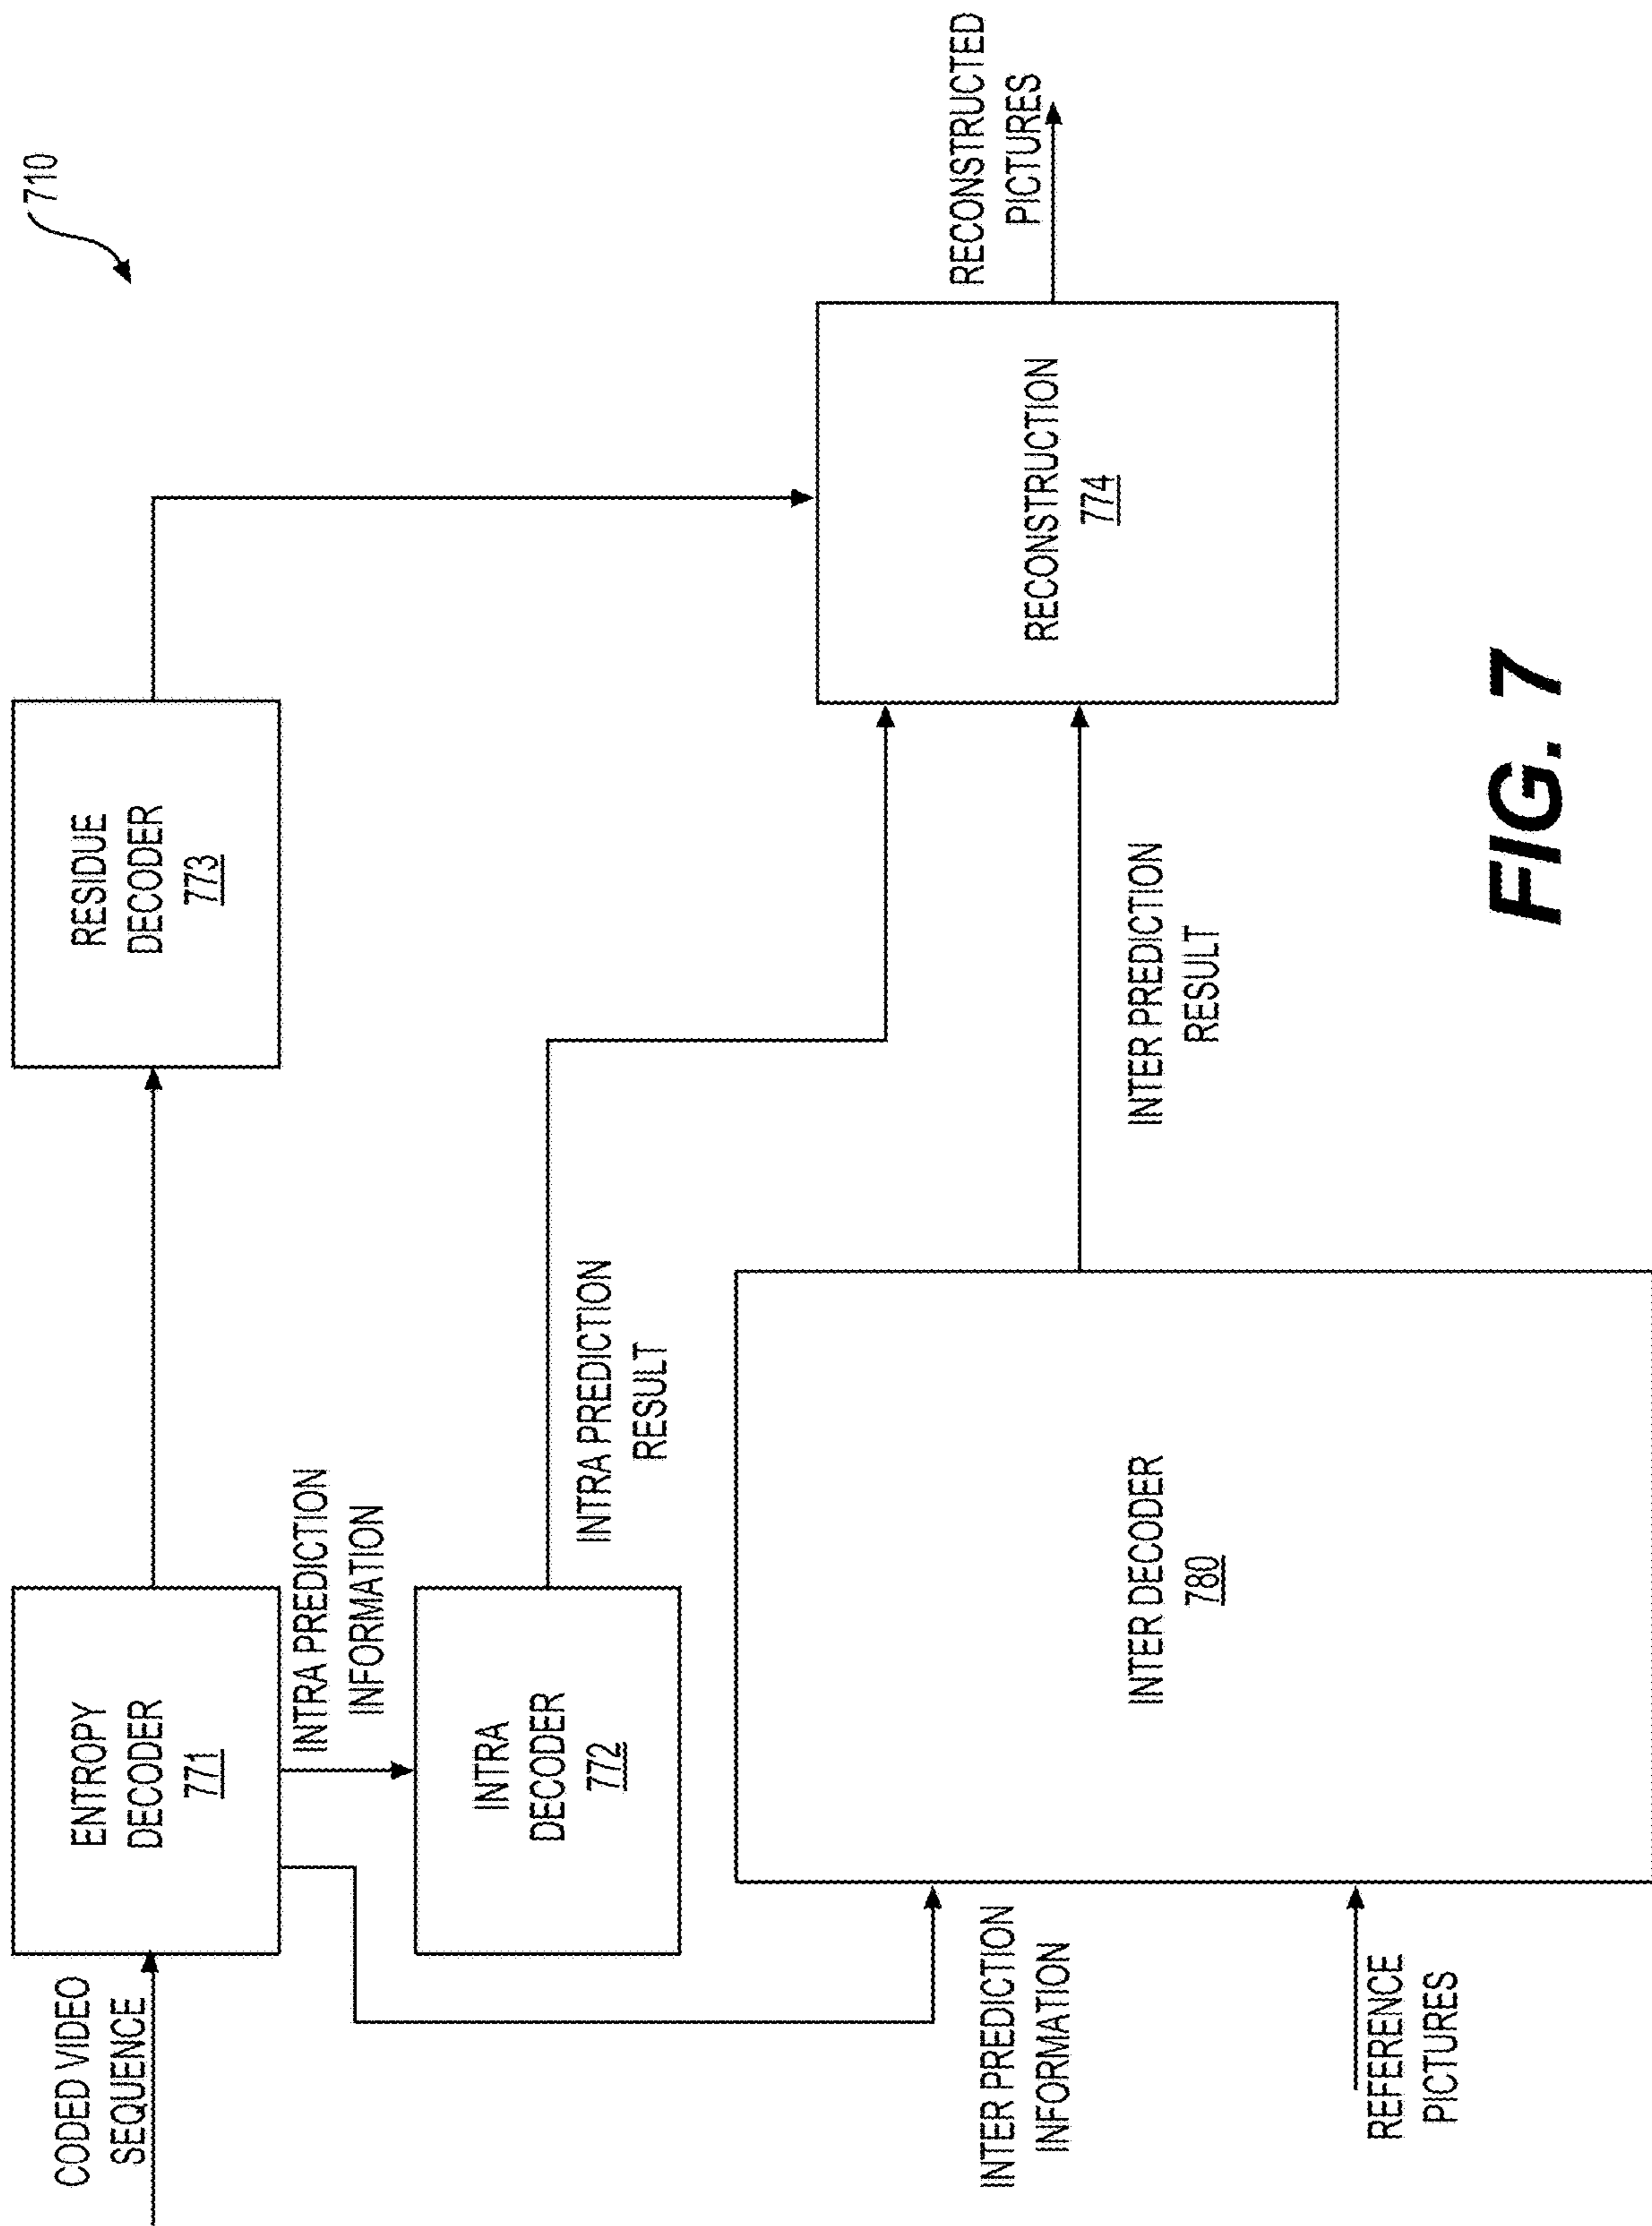 710
CODED VIDEO
SEQUENCE
ENTROPY
DECODER
771
RESIDUE
DECODER
773
INTRA PREDICTION
INFORMATION
INTRA
DECODER
772
INTRA PREDICTION
RESULT
INTER PREDICTION
INFORMATION
REFERENCE
PICTURES
INTER DECODER
780
INTER PREDICTION
RESULT
RECONSTRUCTION
774
RECONSTRUCTED
PICTURES
FIG. 7